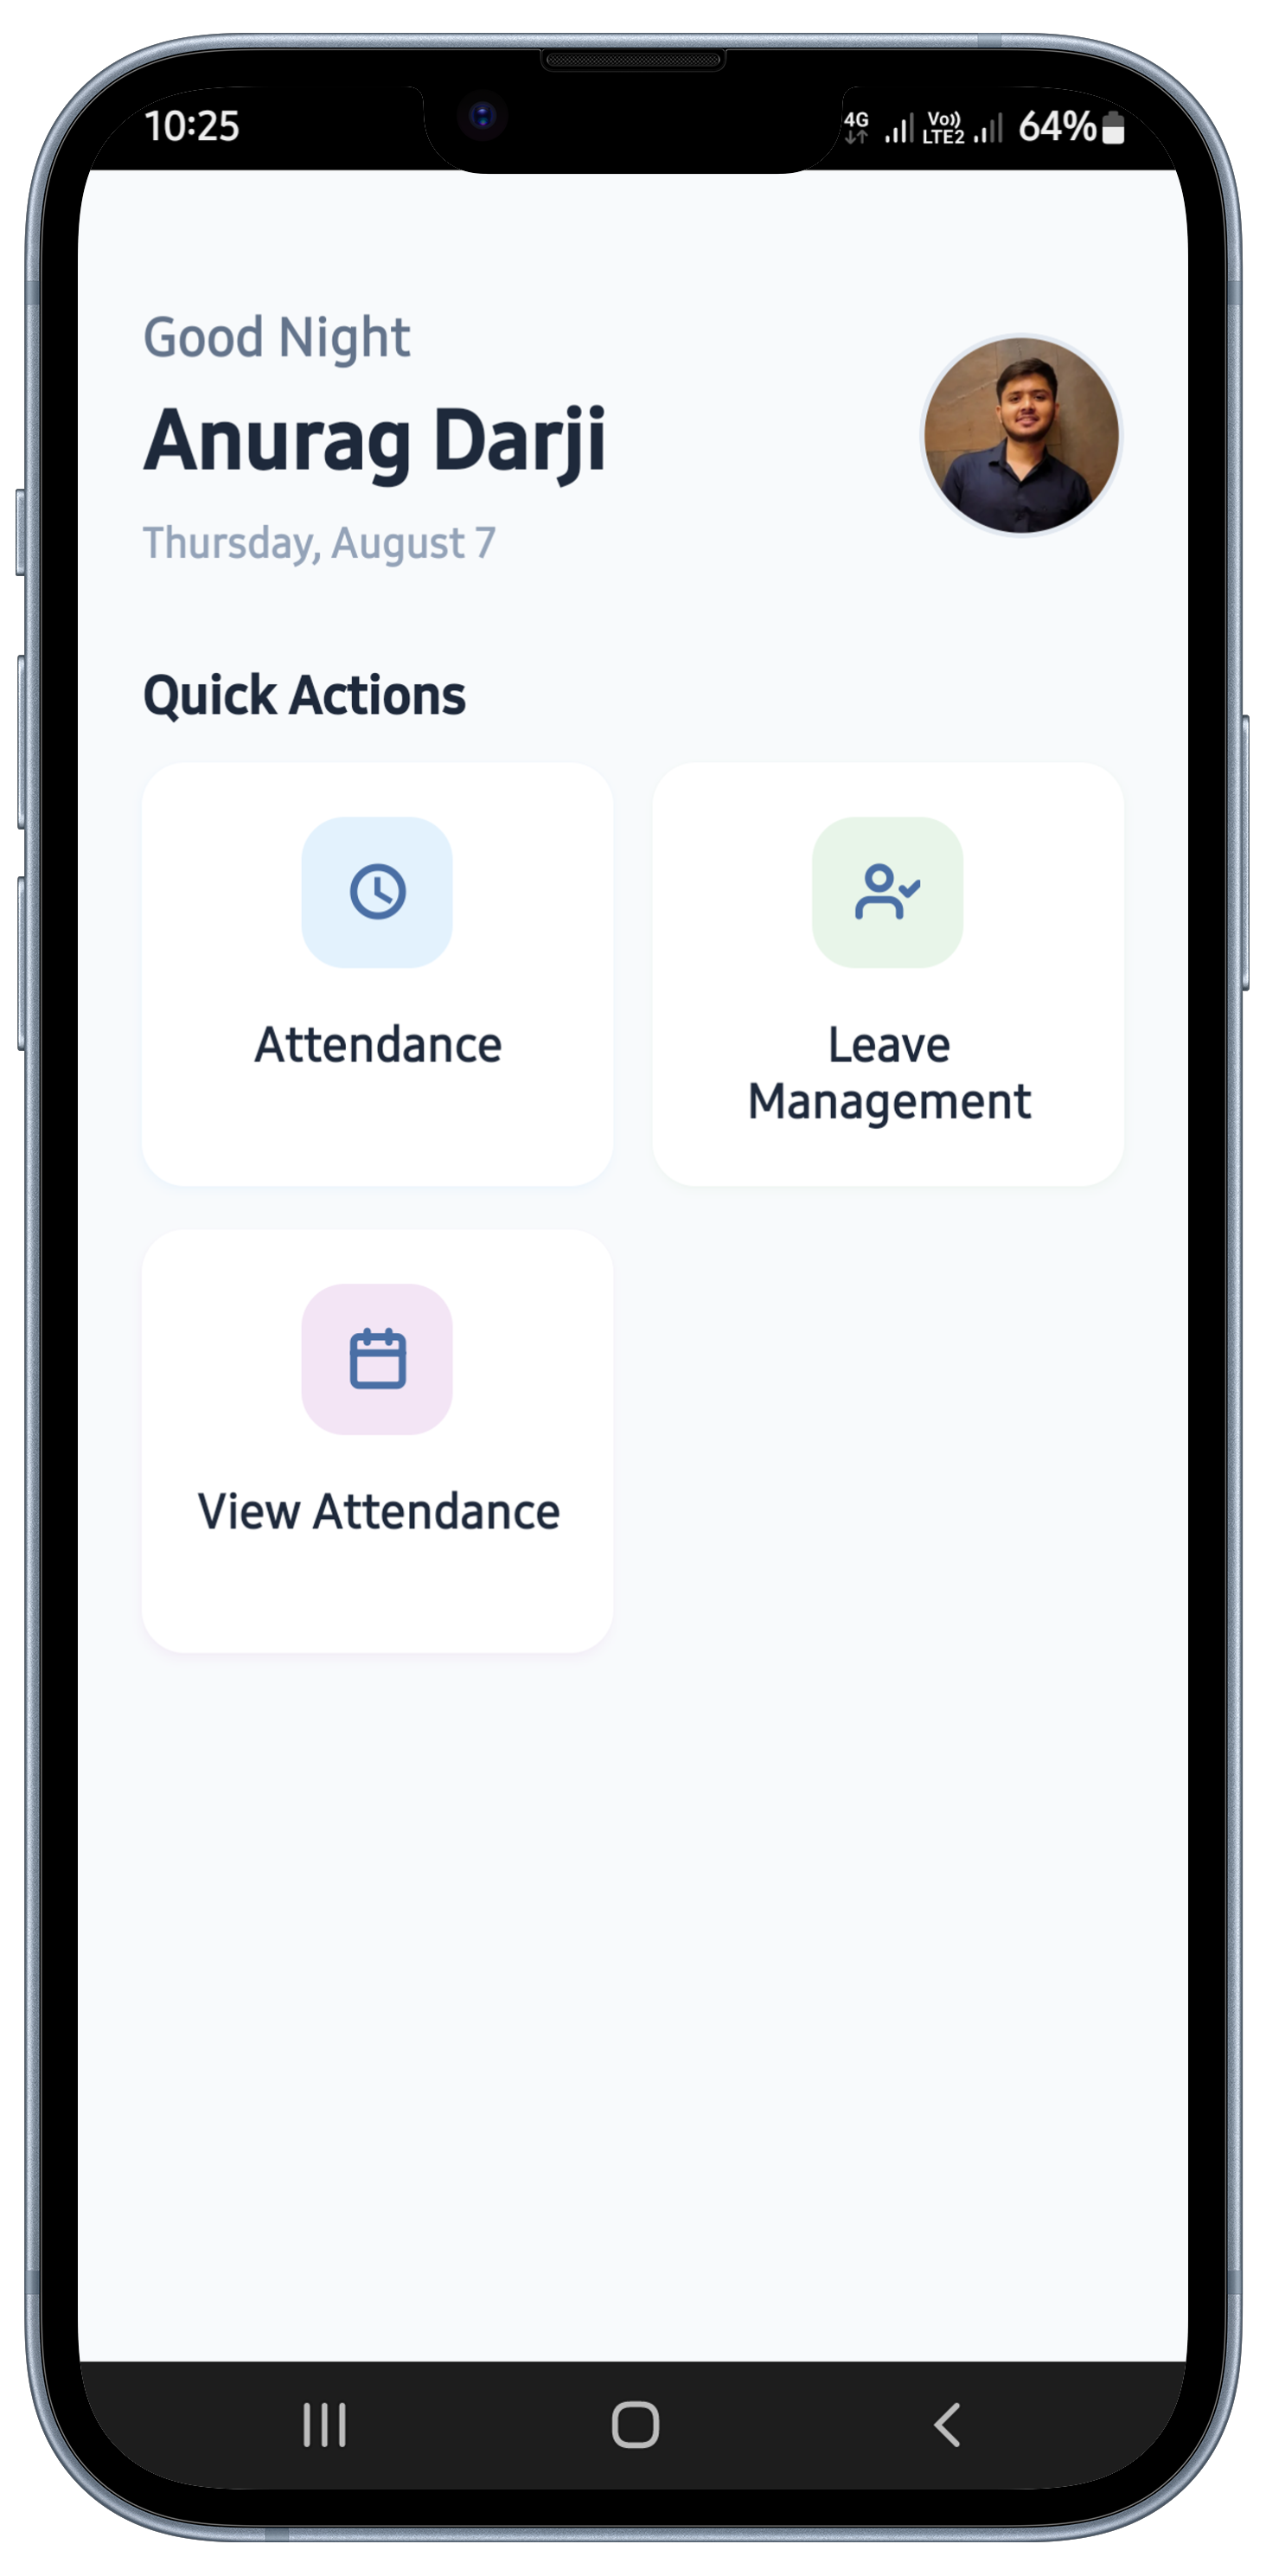 10:25
4G Vo)) LTE2 64%
Good Night
Anurag Darji
Thursday, August 7
Quick Actions
Attendance
Leave
Management
View Attendance